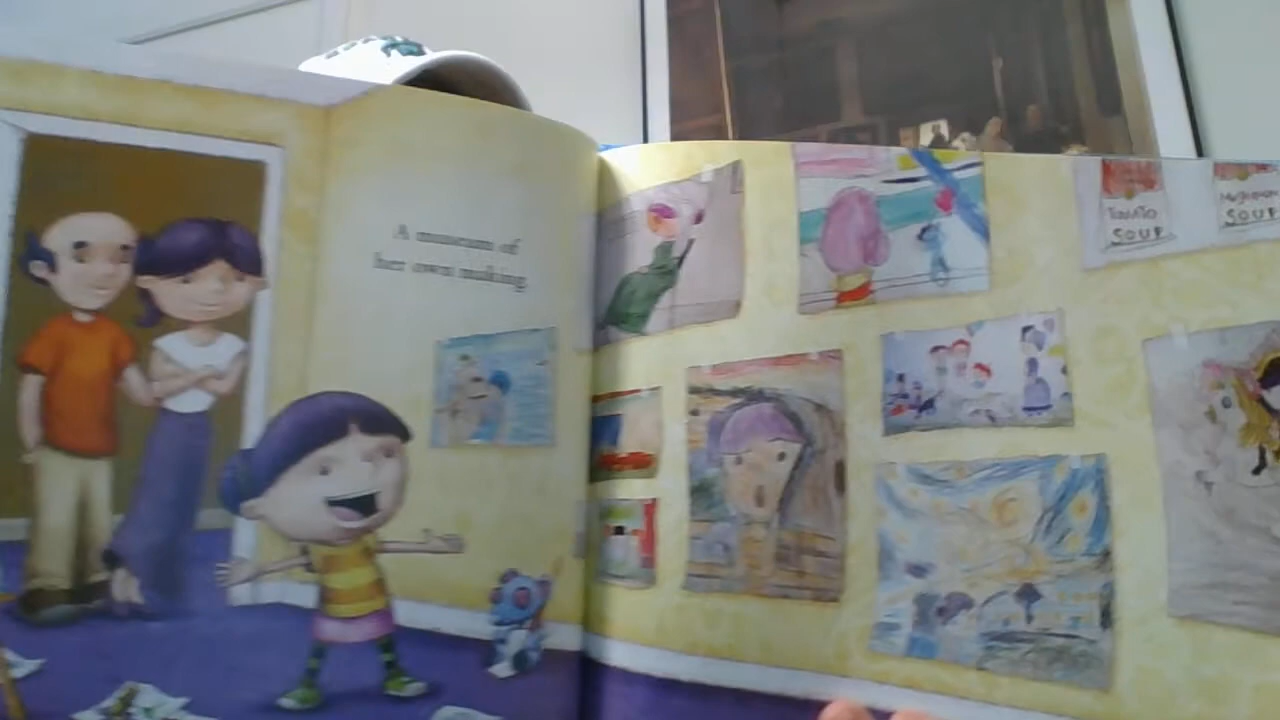 A museum of
her own making.
TOMATO
SOUP
MUSHROOM
SOUP